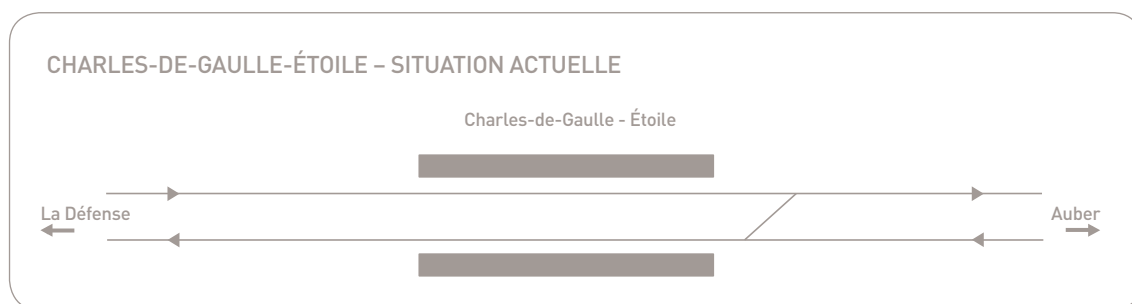 CHARLES-DE-GAULLE-ÉTOILE – SITUATION ACTUELLE
Charles-de-Gaulle - Étoile
La Défense
Auber